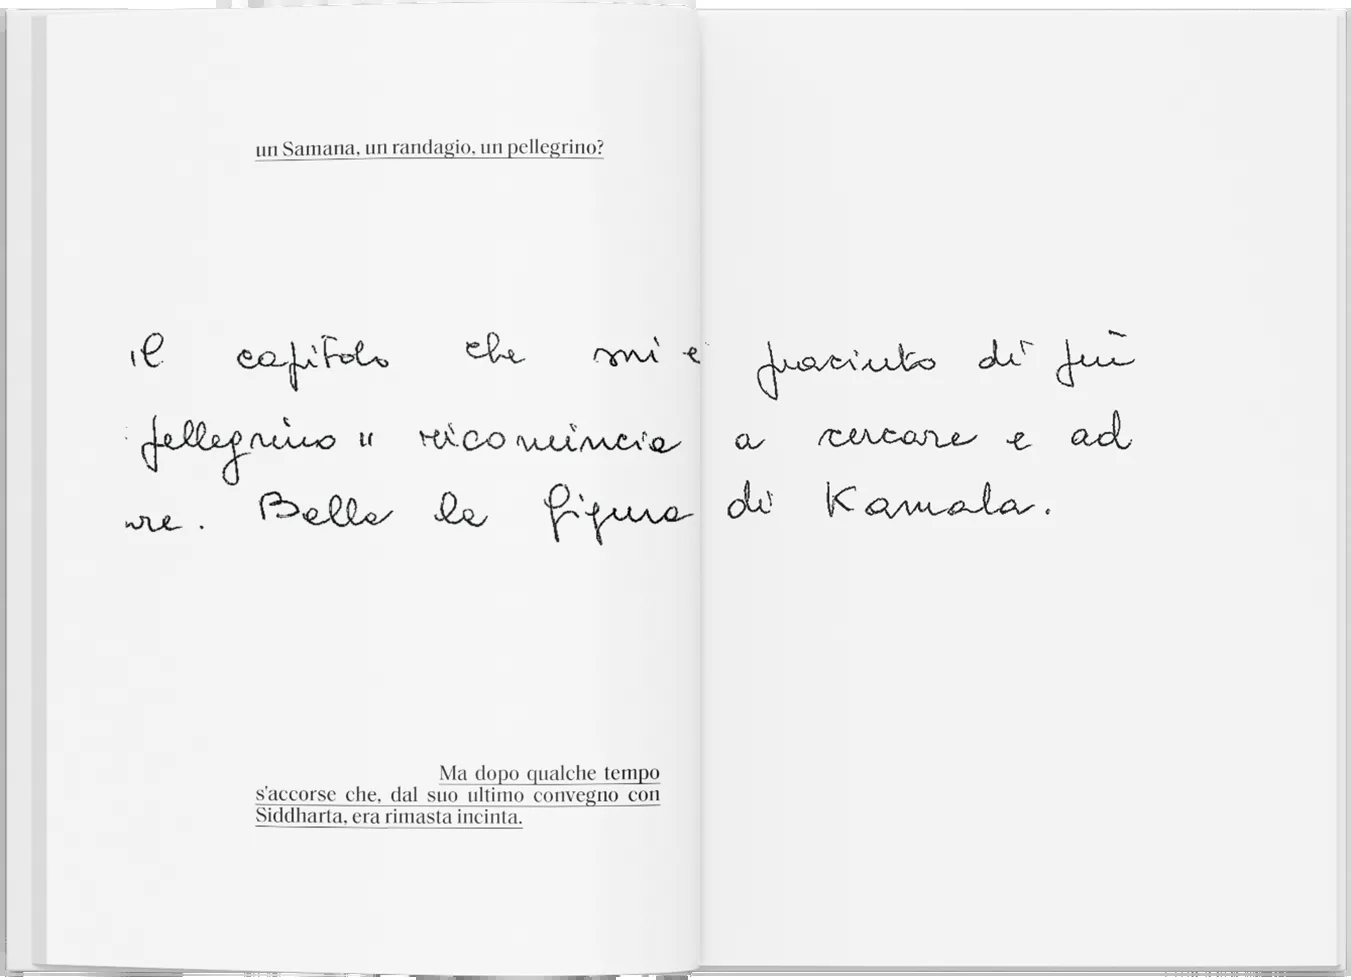 un Samana, un randagio, un pellegrino?
il capitolo che mi è piaciuto di più
pellegrino" ricomincia a cercare e ad
re. Bella la figura di Kamala.
Ma dopo qualche tempo
s'accorse che, dal suo ultimo convegno con
Siddharta, era rimasta incinta.